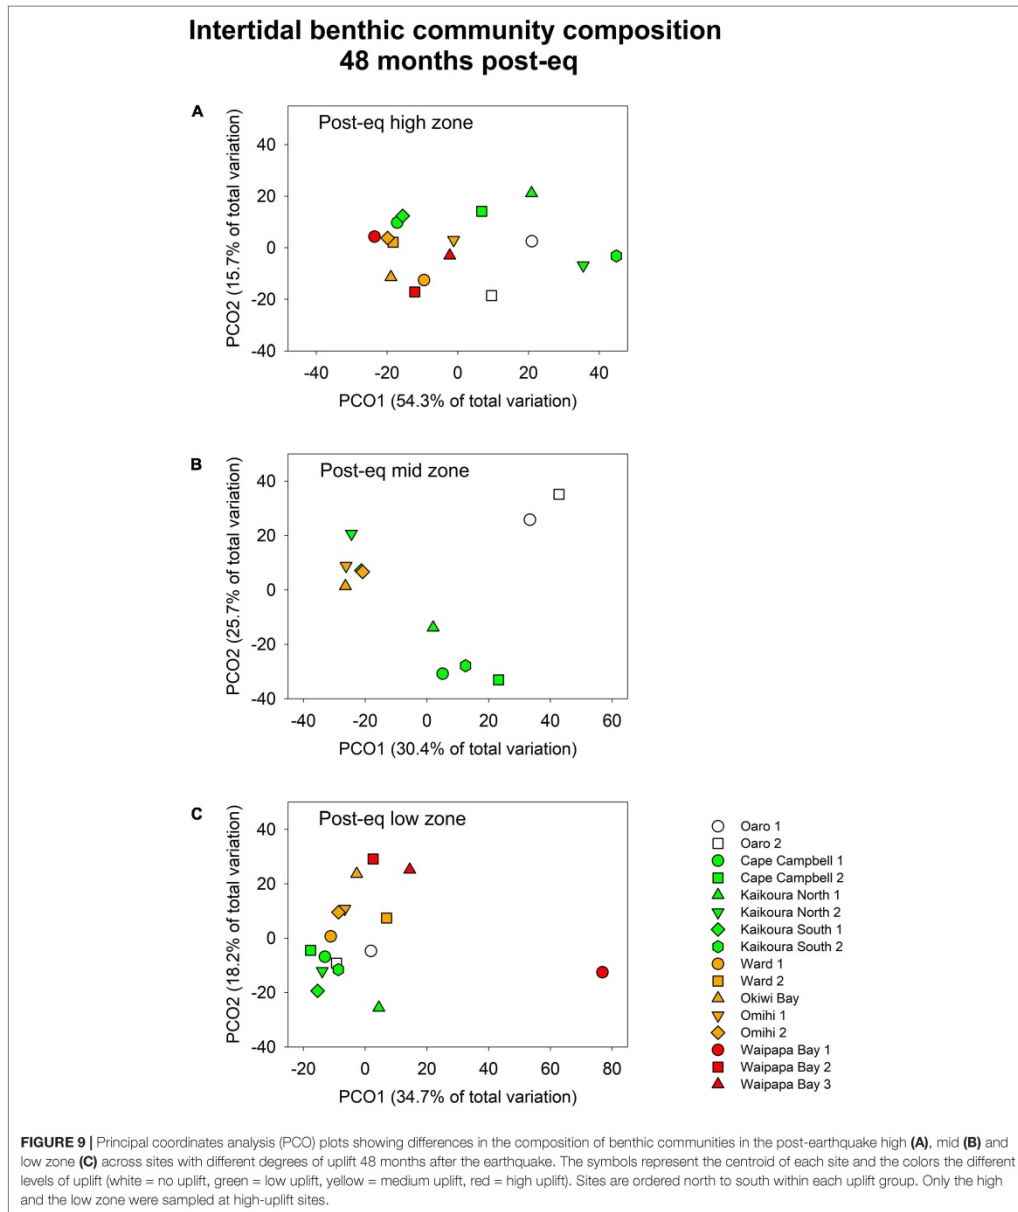 Intertidal benthic community composition
48 months post-eq
A
Post-eq high zone
40
20
0
-20
-40
PCO2 (15.7% of total variation)
-40 -20 0 20 40
PCO1 (54.3% of total variation)
B
Post-eq mid zone
40
20
0
-20
-40
PCO2 (25.7% of total variation)
-40 -20 0 20 40 60
PCO1 (30.4% of total variation)
C
Post-eq low zone
40
20
0
-20
-40
PCO2 (18.2% of total variation)
-20 0 20 40 60 80
PCO1 (34.7% of total variation)
Oaro 1
Oaro 2
Cape Campbell 1
Cape Campbell 2
Kaikoura North 1
Kaikoura North 2
Kaikoura South 1
Kaikoura South 2
Ward 1
Ward 2
Okiwi Bay
Omihi 1
Omihi 2
Waipapa Bay 1
Waipapa Bay 2
Waipapa Bay 3
FIGURE 9 | Principal coordinates analysis (PCO) plots showing differences in the composition of benthic communities in the post-earthquake high (A), mid (B) and
low zone (C) across sites with different degrees of uplift 48 months after the earthquake. The symbols represent the centroid of each site and the colors the different
levels of uplift (white = no uplift, green = low uplift, yellow = medium uplift, red = high uplift). Sites are ordered north to south within each uplift group. Only the high
and the low zone were sampled at high-uplift sites.